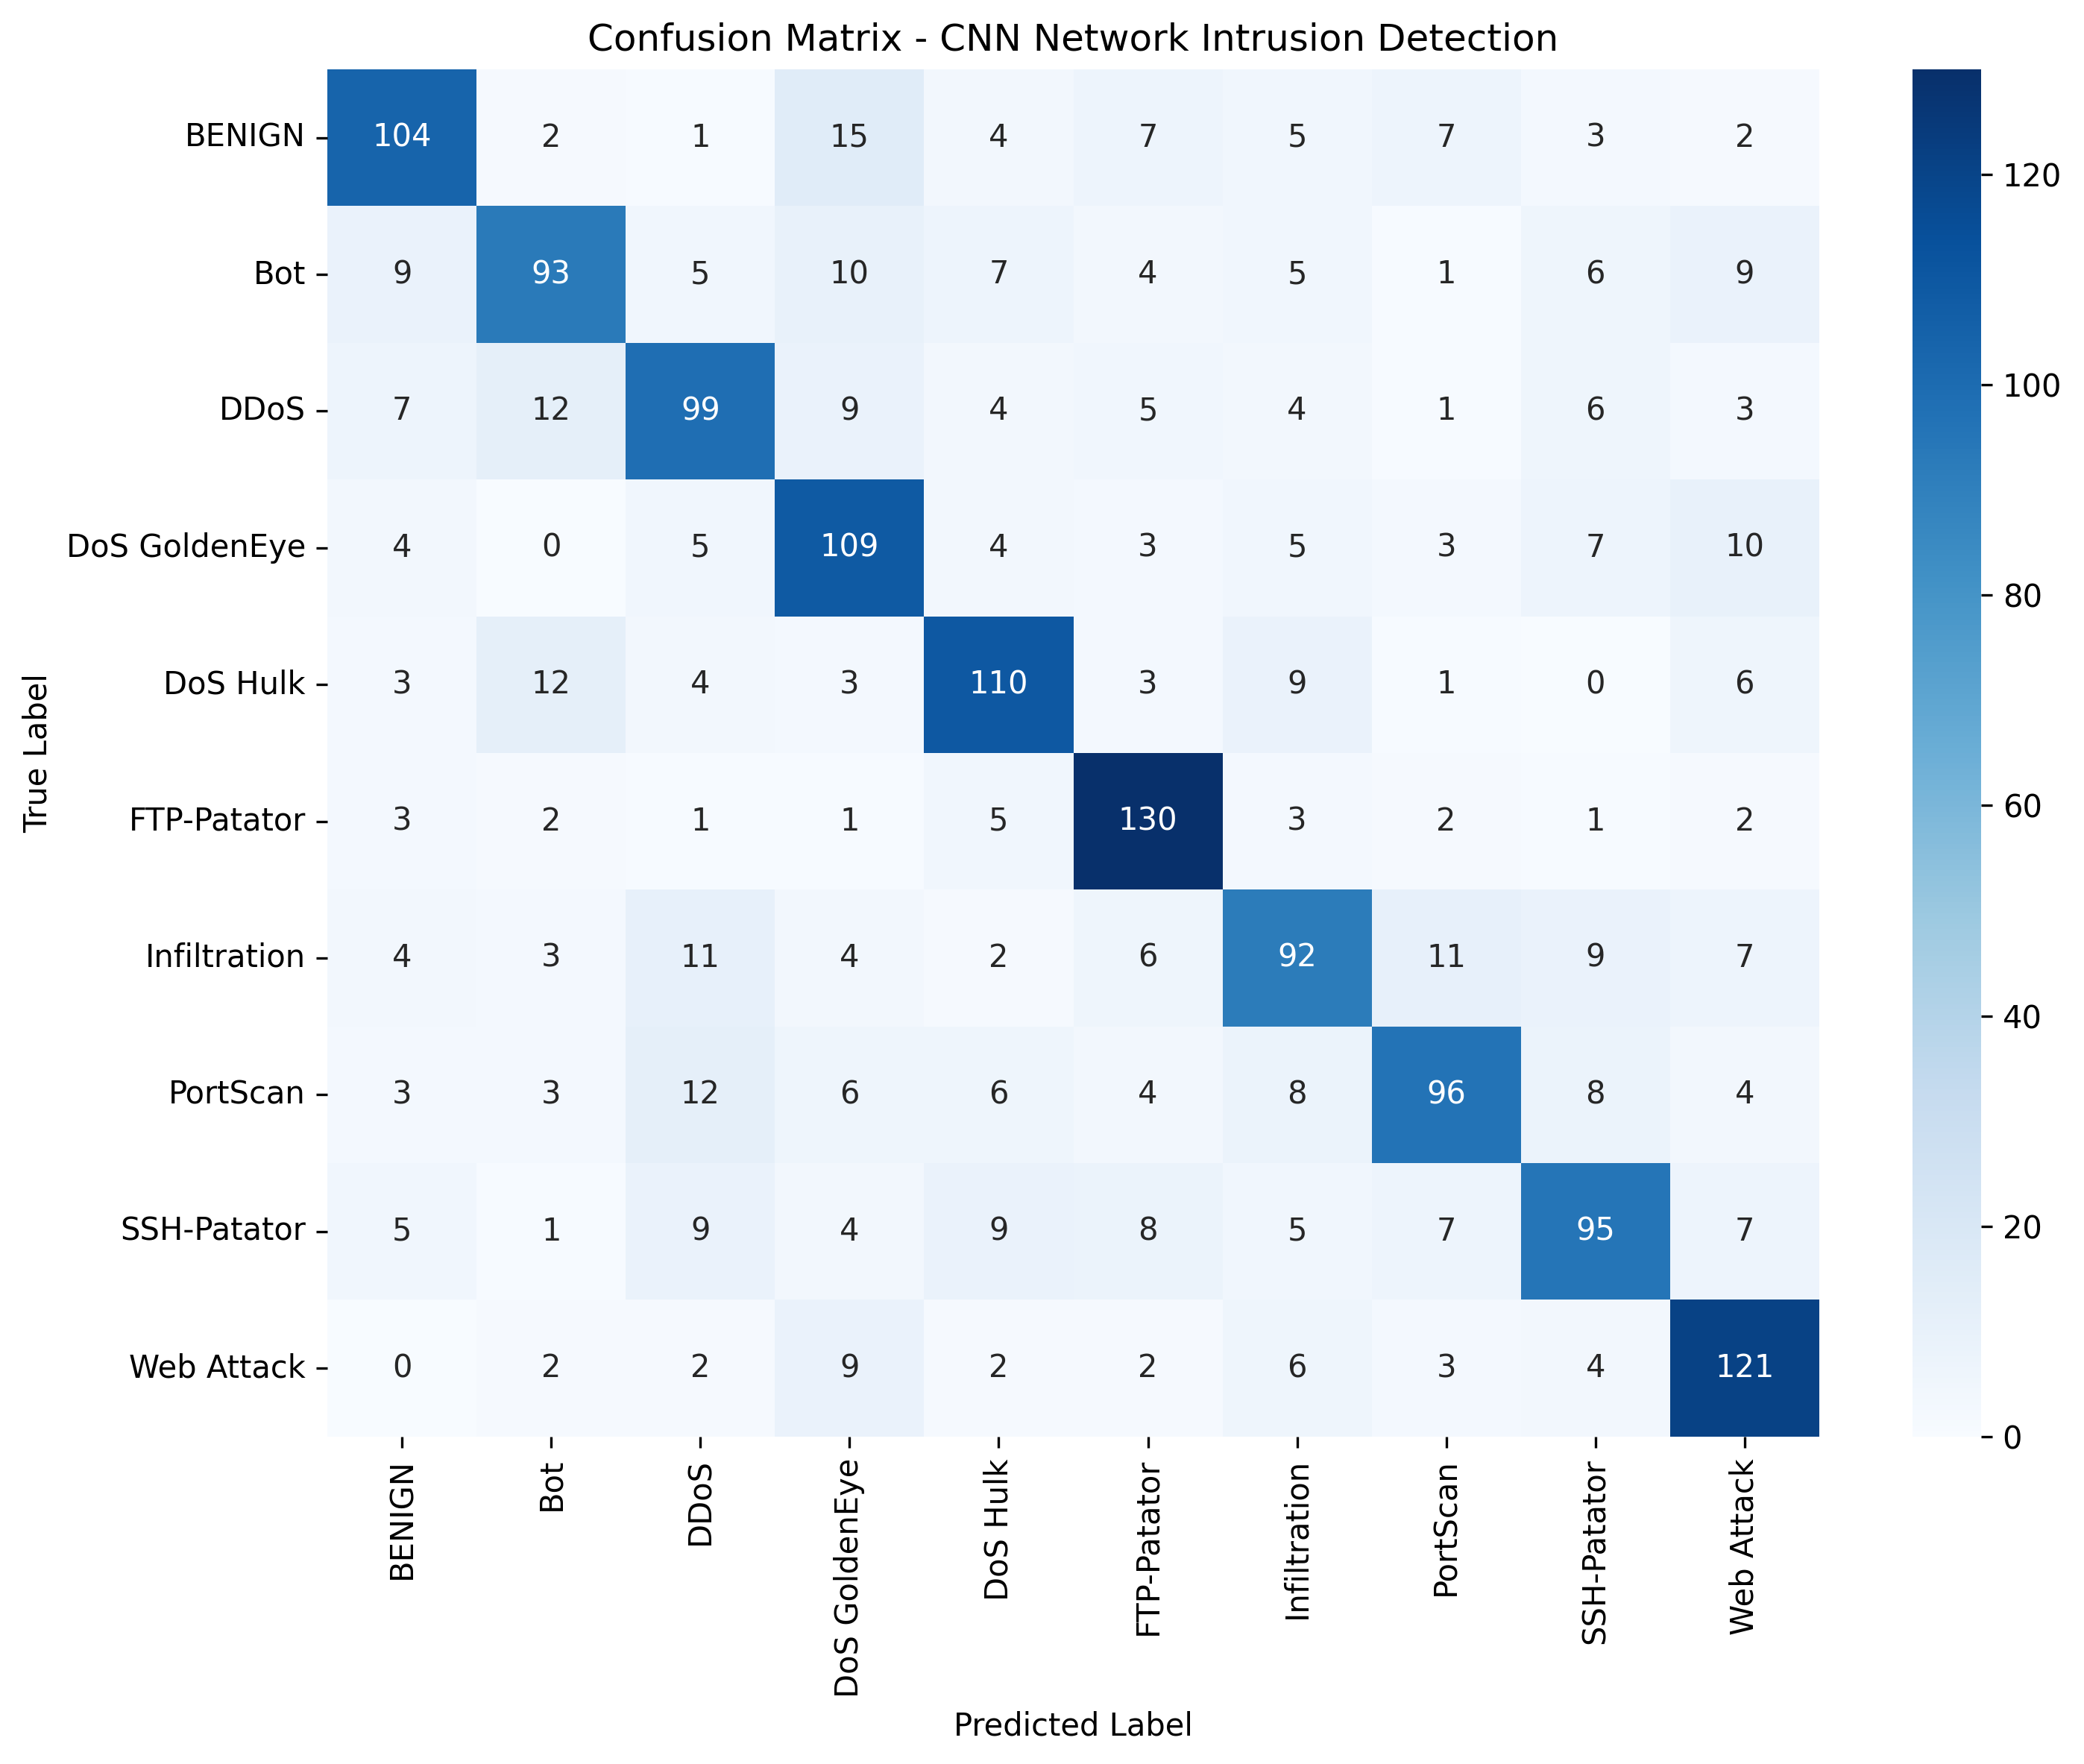 Confusion Matrix - CNN Network Intrusion Detection
BENIGN 104 2 1 15 4 7 5 7 3 2
Bot 9 93 5 10 7 4 5 1 6 9
DDoS 7 12 99 9 4 5 4 1 6 3
DoS GoldenEye 4 0 5 109 4 3 5 3 7 10
DoS Hulk 3 12 4 3 110 3 9 1 0 6
FTP-Patator 3 2 1 1 5 130 3 2 1 2
Infiltration 4 3 11 4 2 6 92 11 9 7
PortScan 3 3 12 6 6 4 8 96 8 4
SSH-Patator 5 1 9 4 9 8 5 7 95 7
Web Attack 0 2 2 9 2 2 6 3 4 121
True Label
BENIGN
Bot
DDoS
DoS GoldenEye
DoS Hulk
FTP-Patator
Infiltration
PortScan
SSH-Patator
Web Attack
Predicted Label
120
100
80
60
40
20
0